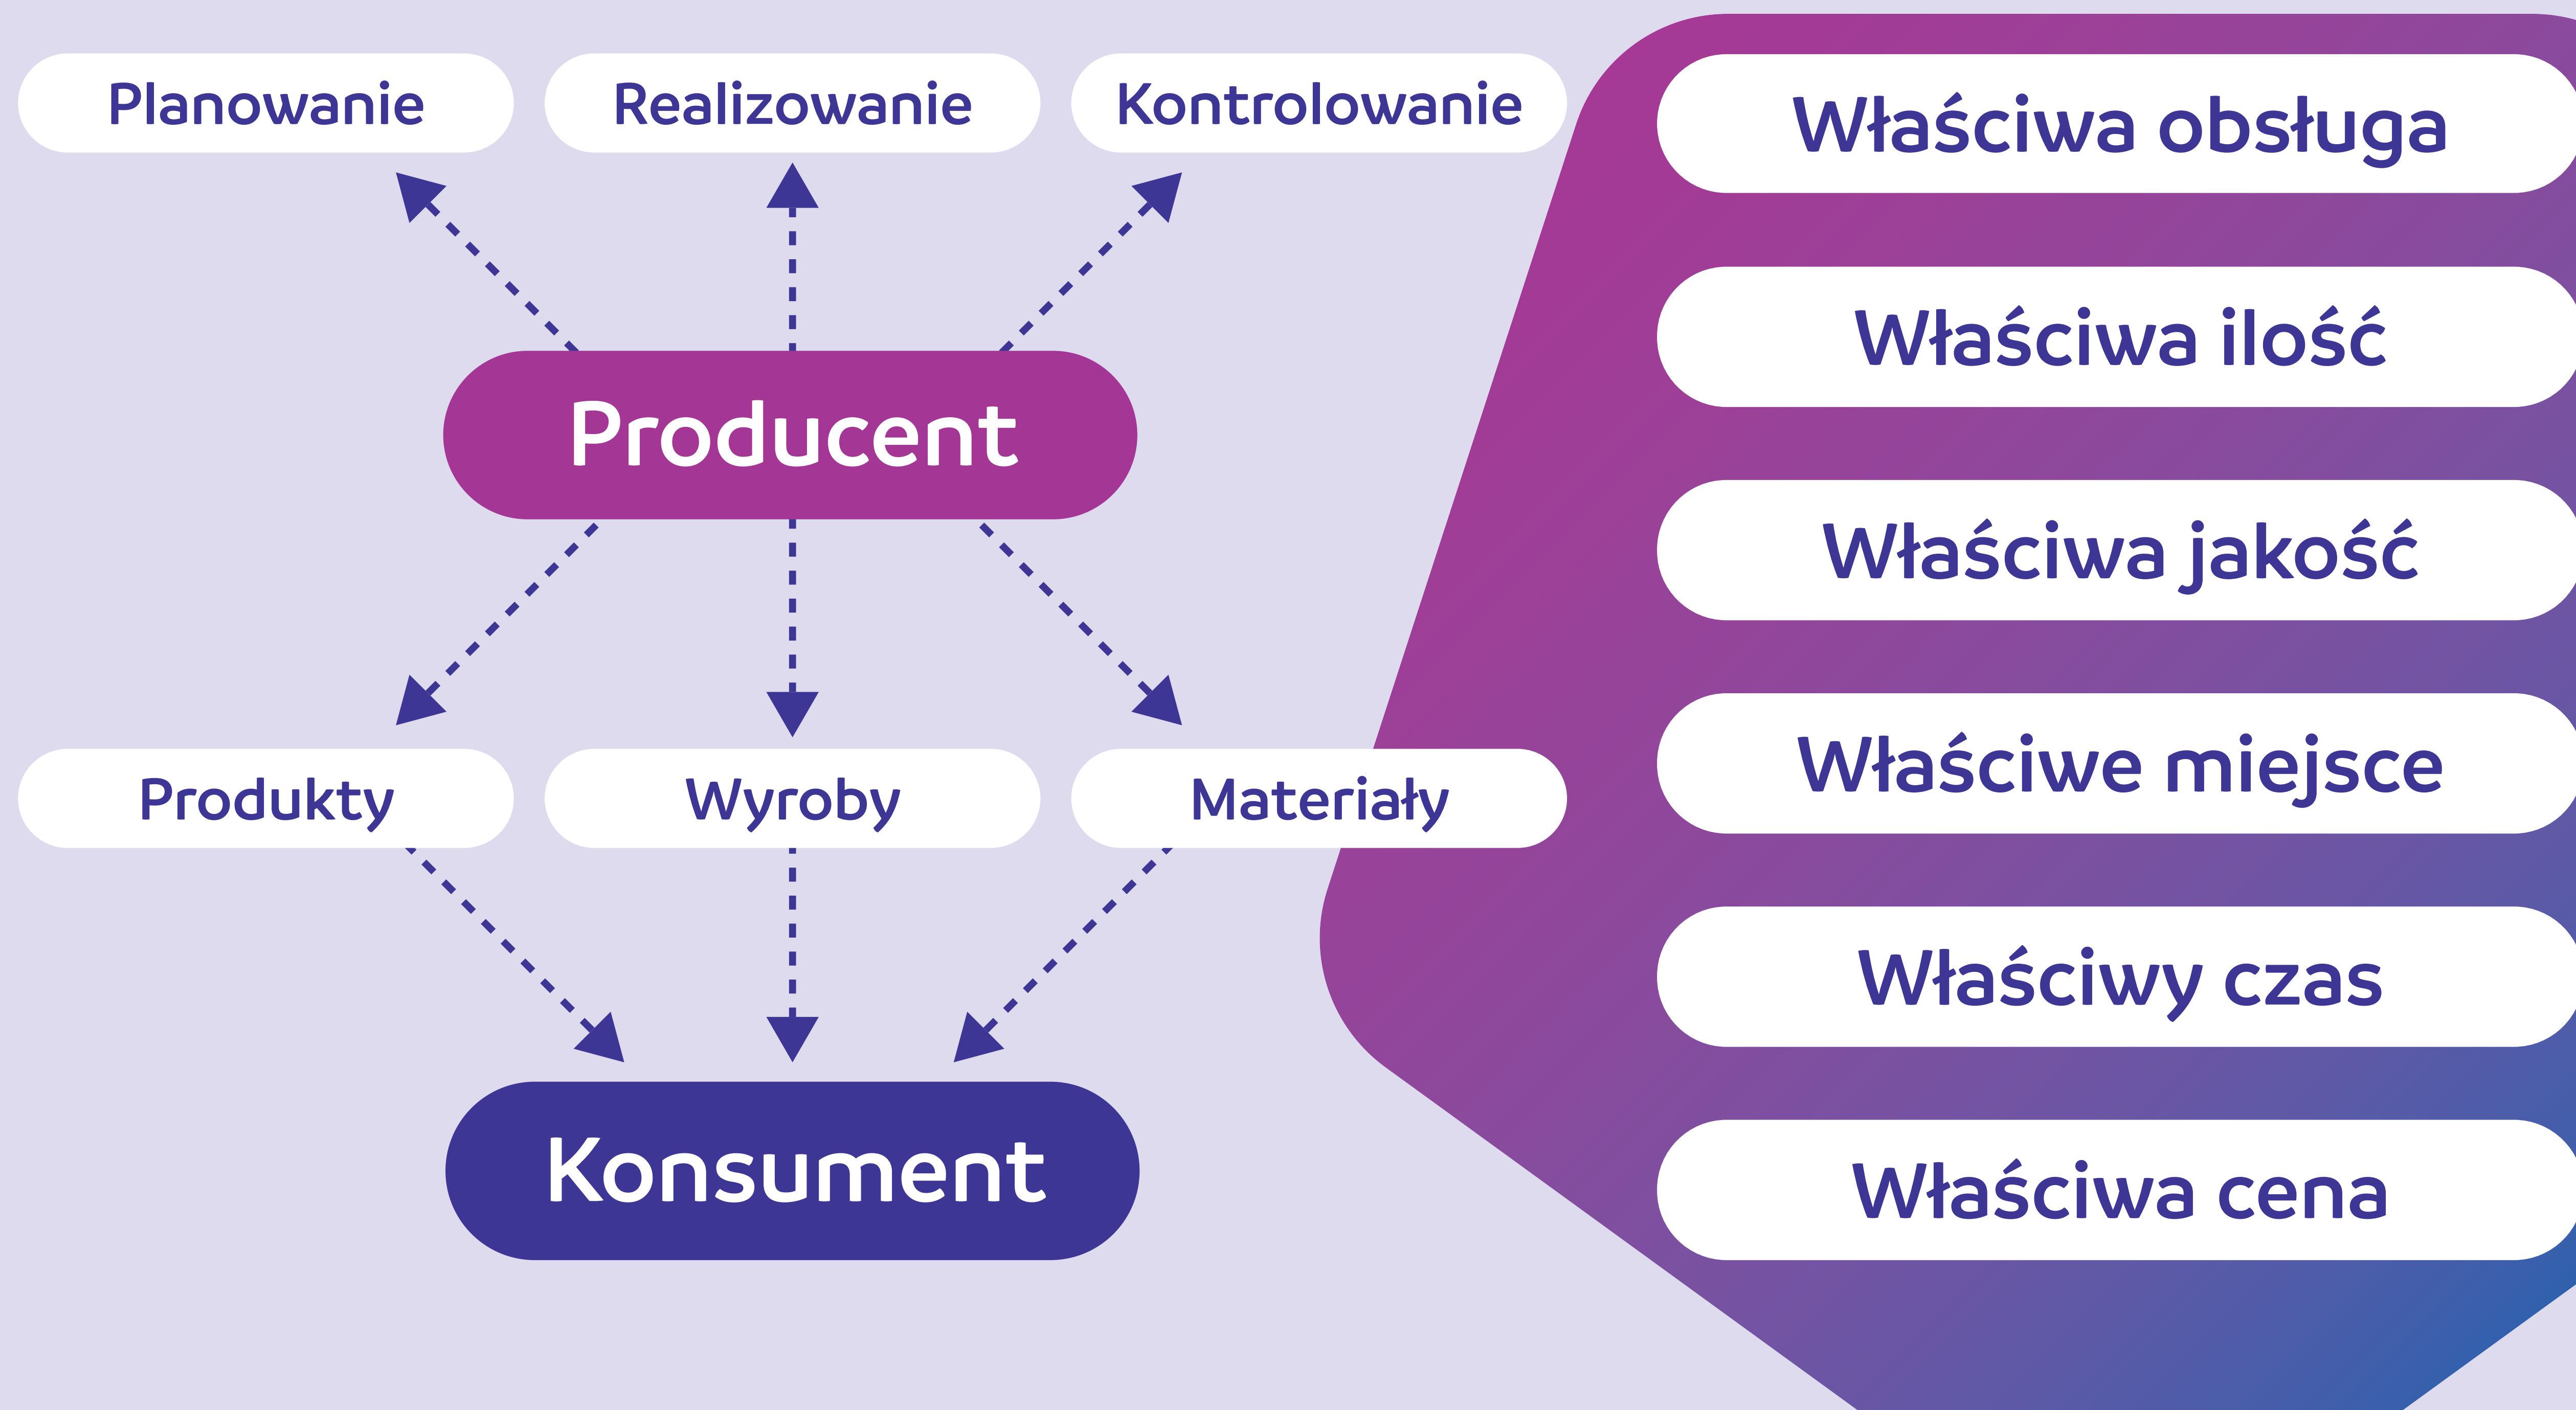 Planowanie
Realizowanie
Kontrolowanie
Producent
Produkty
Wyroby
Materiały
Konsument
Właściwa obsługa
Właściwa ilość
Właściwa jakość
Właściwe miejsce
Właściwy czas
Właściwa cena